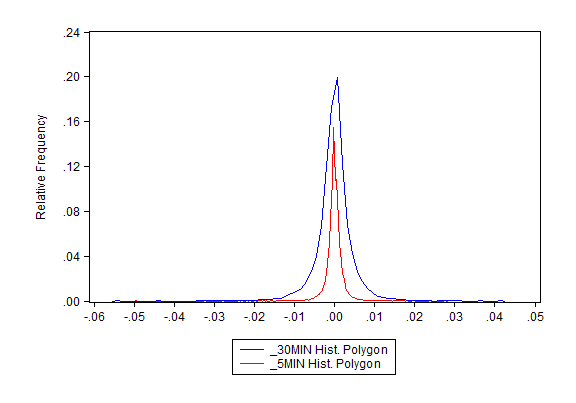 .24
.20
.16
.12
.08
.04
.00
Relative Frequency
-.06 -.05 -.04 -.03 -.02 -.01 .00 .01 .02 .03 .04 .05
_30MIN Hist. Polygon
_5MIN Hist. Polygon